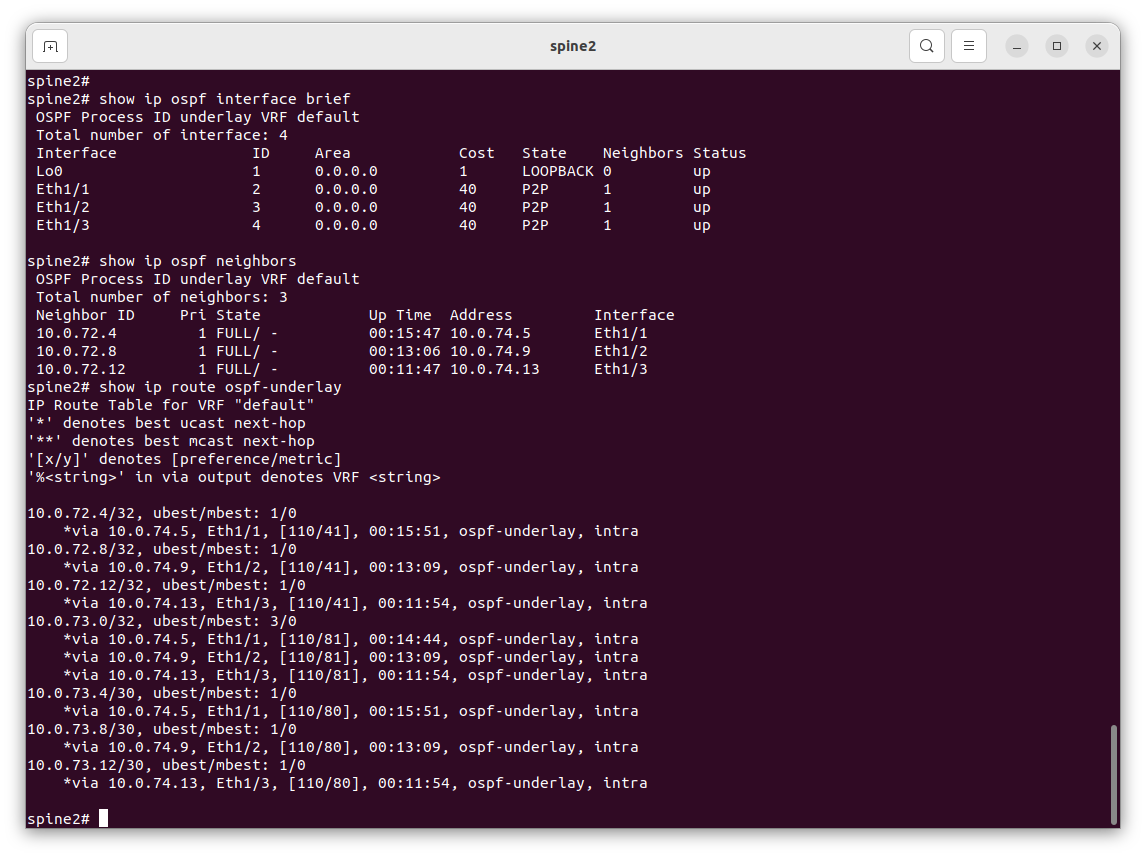 spine2
spine2#
spine2# show ip ospf interface brief
 OSPF Process ID underlay VRF default
 Total number of interface: 4
 Interface               ID     Area            Cost   State    Neighbors Status
 Lo0                     1      0.0.0.0         1      LOOPBACK 0         up
 Eth1/1                  2      0.0.0.0         40     P2P      1         up
 Eth1/2                  3      0.0.0.0         40     P2P      1         up
 Eth1/3                  4      0.0.0.0         40     P2P      1         up

spine2# show ip ospf neighbors
 OSPF Process ID underlay VRF default
 Total number of neighbors: 3
 Neighbor ID     Pri State            Up Time  Address         Interface
 10.0.72.4         1 FULL/ -          00:15:47 10.0.74.5       Eth1/1
 10.0.72.8         1 FULL/ -          00:13:06 10.0.74.9       Eth1/2
 10.0.72.12        1 FULL/ -          00:11:47 10.0.74.13      Eth1/3
spine2# show ip route ospf-underlay
IP Route Table for VRF "default"
'*' denotes best ucast next-hop
'**' denotes best mcast next-hop
'[x/y]' denotes [preference/metric]
'%<string>' in via output denotes VRF <string>

10.0.72.4/32, ubest/mbest: 1/0
    *via 10.0.74.5, Eth1/1, [110/41], 00:15:51, ospf-underlay, intra
10.0.72.8/32, ubest/mbest: 1/0
    *via 10.0.74.9, Eth1/2, [110/41], 00:13:09, ospf-underlay, intra
10.0.72.12/32, ubest/mbest: 1/0
    *via 10.0.74.13, Eth1/3, [110/41], 00:11:54, ospf-underlay, intra
10.0.73.0/32, ubest/mbest: 3/0
    *via 10.0.74.5, Eth1/1, [110/81], 00:14:44, ospf-underlay, intra
    *via 10.0.74.9, Eth1/2, [110/81], 00:13:09, ospf-underlay, intra
    *via 10.0.74.13, Eth1/3, [110/81], 00:11:54, ospf-underlay, intra
10.0.73.4/30, ubest/mbest: 1/0
    *via 10.0.74.5, Eth1/1, [110/80], 00:15:51, ospf-underlay, intra
10.0.73.8/30, ubest/mbest: 1/0
    *via 10.0.74.9, Eth1/2, [110/80], 00:13:09, ospf-underlay, intra
10.0.73.12/30, ubest/mbest: 1/0
    *via 10.0.74.13, Eth1/3, [110/80], 00:11:54, ospf-underlay, intra

spine2#